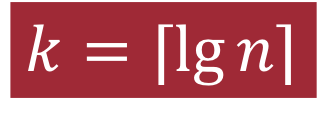 k = ⌈lg n⌉